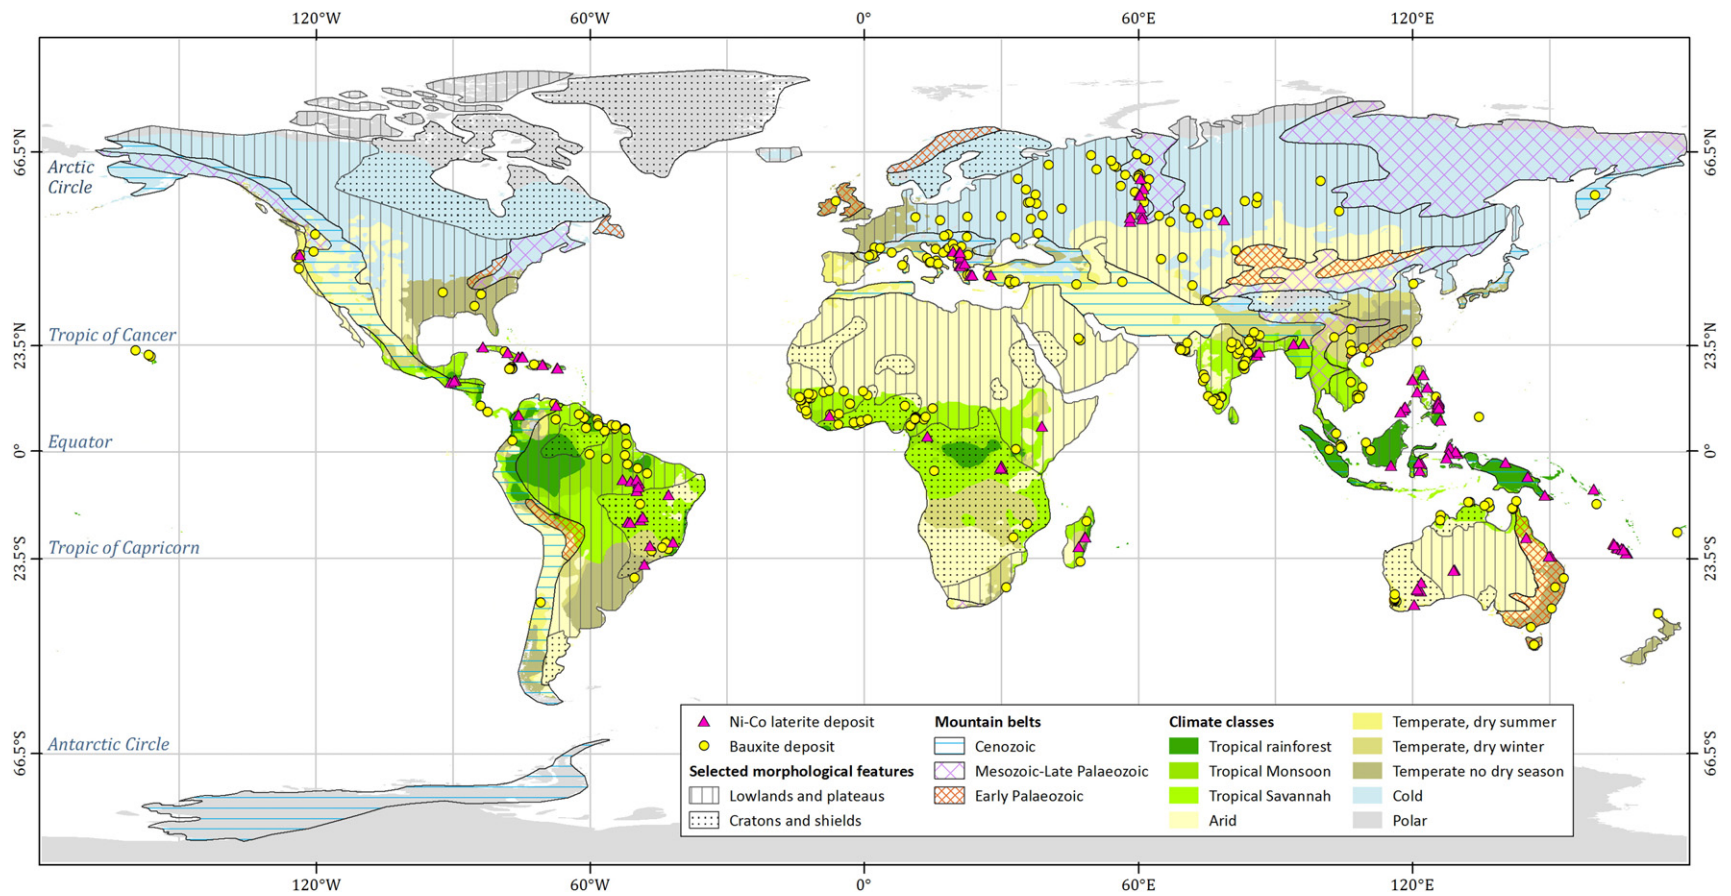 120°W 60°W 0° 60°E 120°E
66.5°N
Arctic
Circle
66.5°N
Tropic of Cancer
23.5°N
23.5°N
Equator
0°
0°
Tropic of Capricorn
23.5°S
23.5°S
Antarctic Circle
66.5°S
66.5°S
Ni-Co laterite deposit
Bauxite deposit
Selected morphological features
Lowlands and plateaus
Cratons and shields
Mountain belts
Cenozoic
Mesozoic-Late Palaeozoic
Early Palaeozoic
Climate classes
Tropical rainforest
Tropical Monsoon
Tropical Savannah
Arid
Temperate, dry summer
Temperate, dry winter
Temperate no dry season
Cold
Polar
120°W 60°W 0° 60°E 120°E